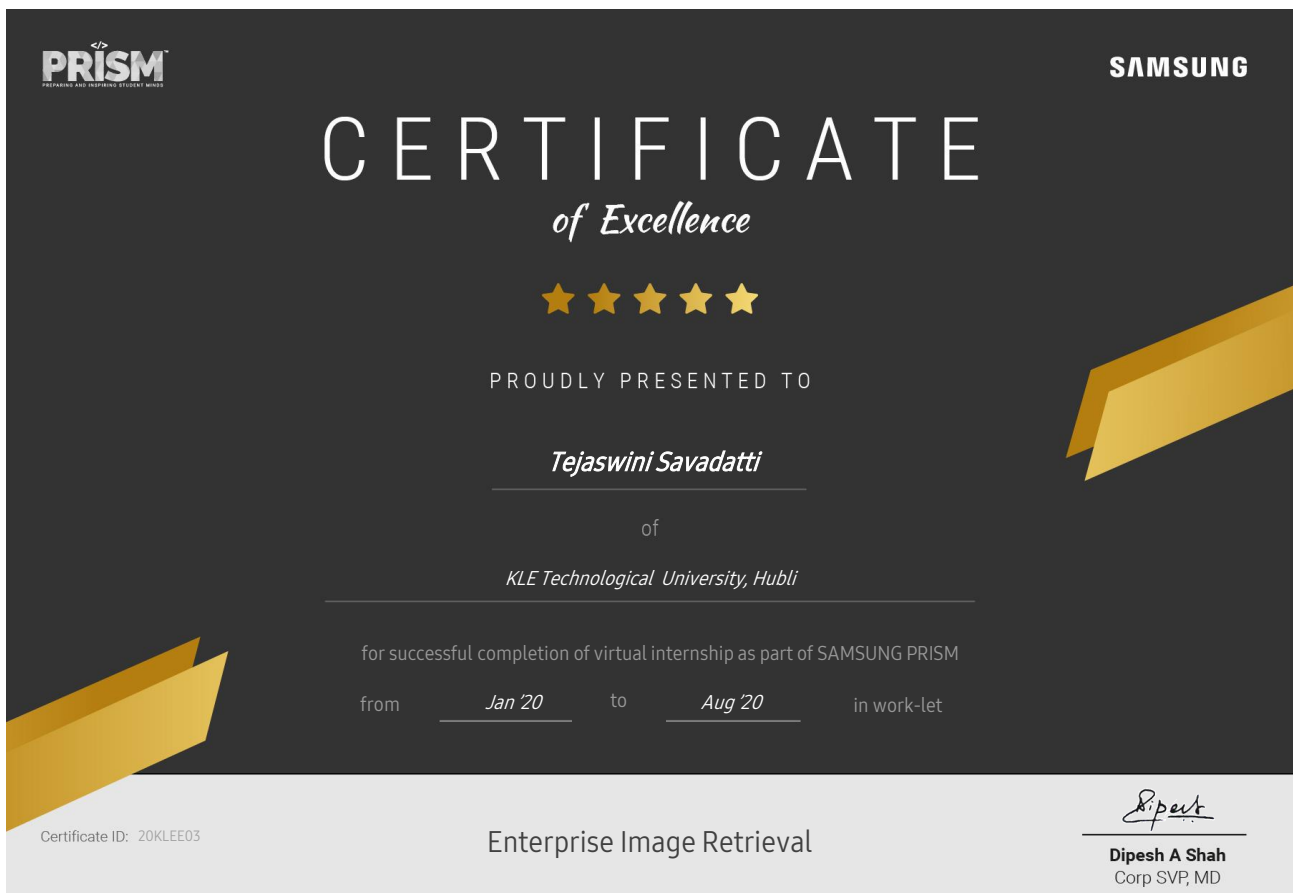 </>
PRISM™
PREPARING AND INSPIRING STUDENT MINDS
SAMSUNG
CERTIFICATE
of Excellence
PROUDLY PRESENTED TO
Tejaswini Savadatti
of
KLE Technological University, Hubli
for successful completion of virtual internship as part of SAMSUNG PRISM
from Jan '20 to Aug '20 in work-let
Certificate ID: 20KLEE03
Enterprise Image Retrieval
Dipesh
Dipesh A Shah
Corp SVP, MD